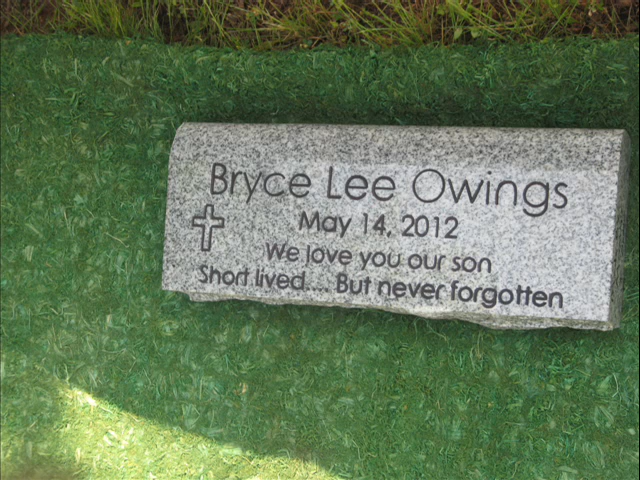 Bryce Lee Owings
May 14, 2012
We love you our son
Short lived.... But never forgotten